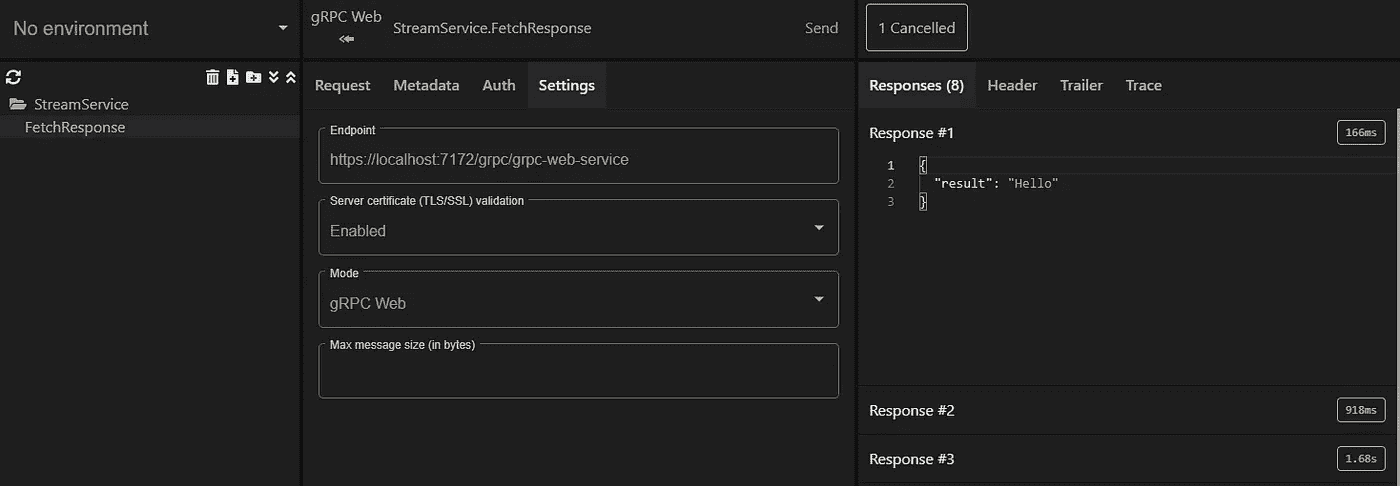 No environment
StreamService
FetchResponse
gRPC Web
StreamService.FetchResponse
Send
Request Metadata Auth Settings
Endpoint
https://localhost:7172/grpc/grpc-web-service
Server certificate (TLS/SSL) validation
Enabled
Mode
gRPC Web
Max message size (in bytes)
1 Cancelled
Responses (8) Header Trailer Trace
Response #1 166ms
1 {
2 "result": "Hello"
3 }
Response #2 918ms
Response #3 1.68s